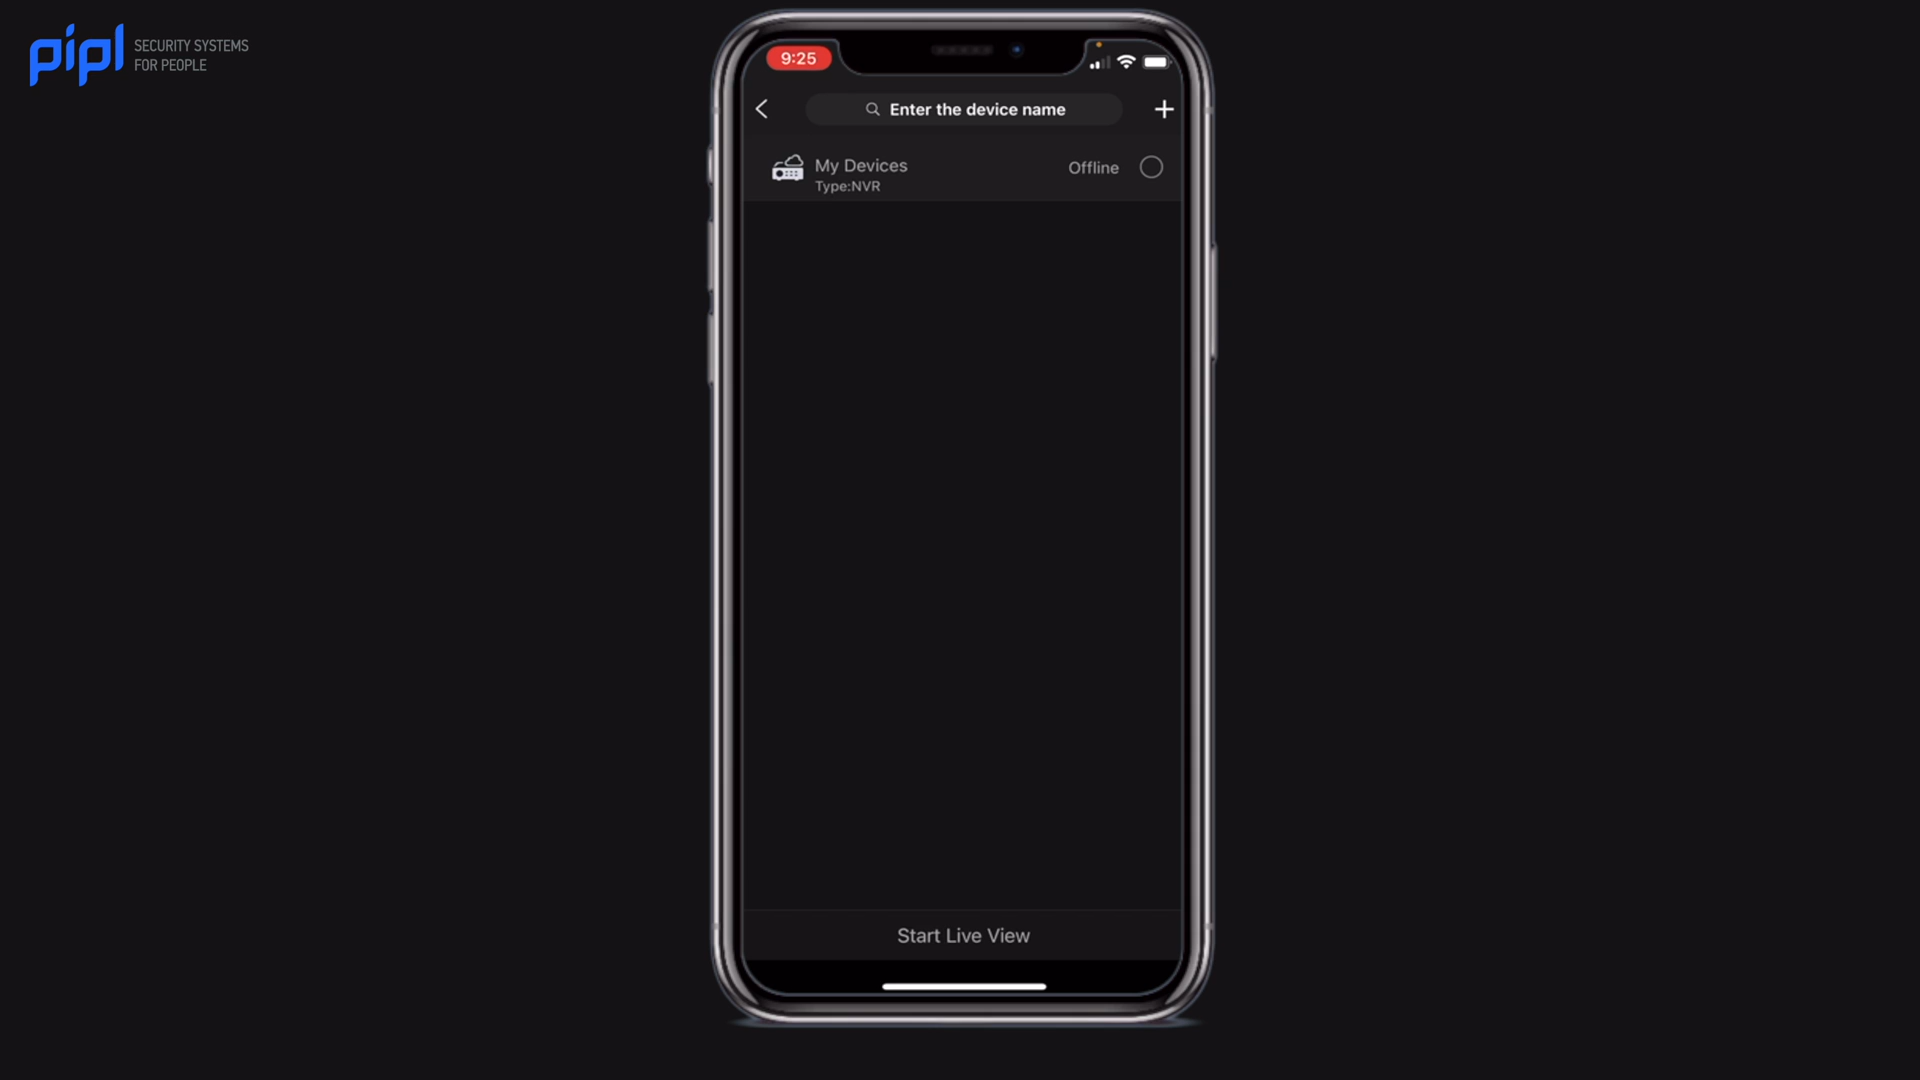 pipl
SECURITY SYSTEMS
FOR PEOPLE
9:25
Enter the device name
My Devices
Type:NVR
Offline
Start Live View